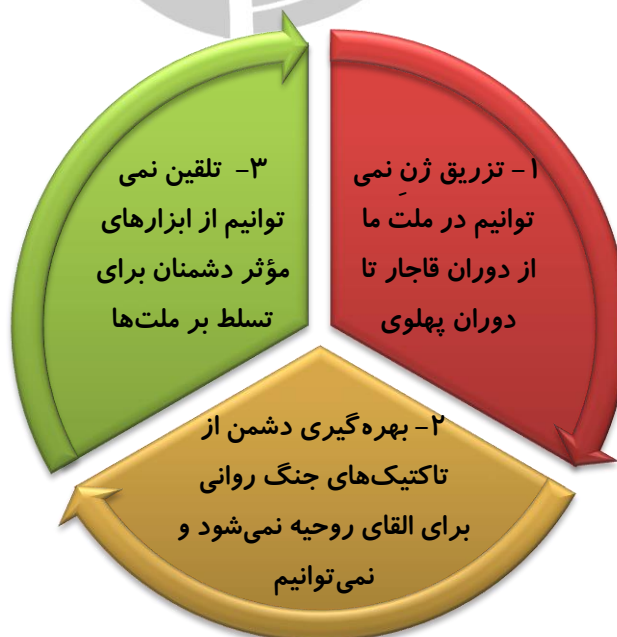 ۱- تزریق ژن نمی
توانیم در ملت ما
از دوران قاجار تا
دوران پهلوی
۲- بهره‌گیری دشمن از
تاکتیک‌های جنگ روانی
برای القای روحیه نمی‌شود و
نمی‌توانیم
۳- تلقین نمی
توانیم از ابزارهای
مؤثر دشمنان برای
تسلط بر ملت‌ها